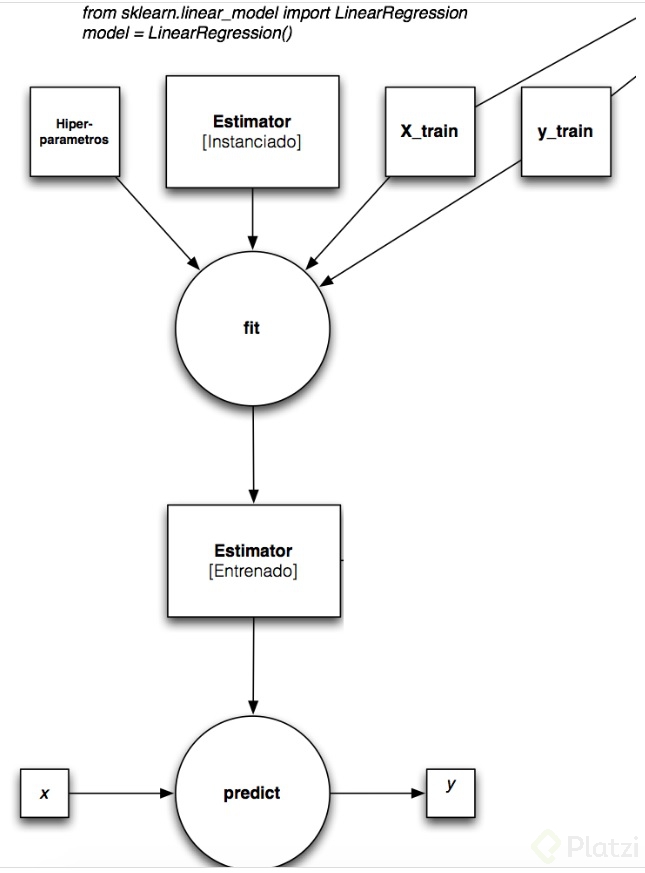 from sklearn.linear_model import LinearRegression
model = LinearRegression()
Hiper-
parametros
Estimator
[Instanciado]
X_train
y_train
fit
Estimator
[Entrenado]
x
predict
y
Platzi